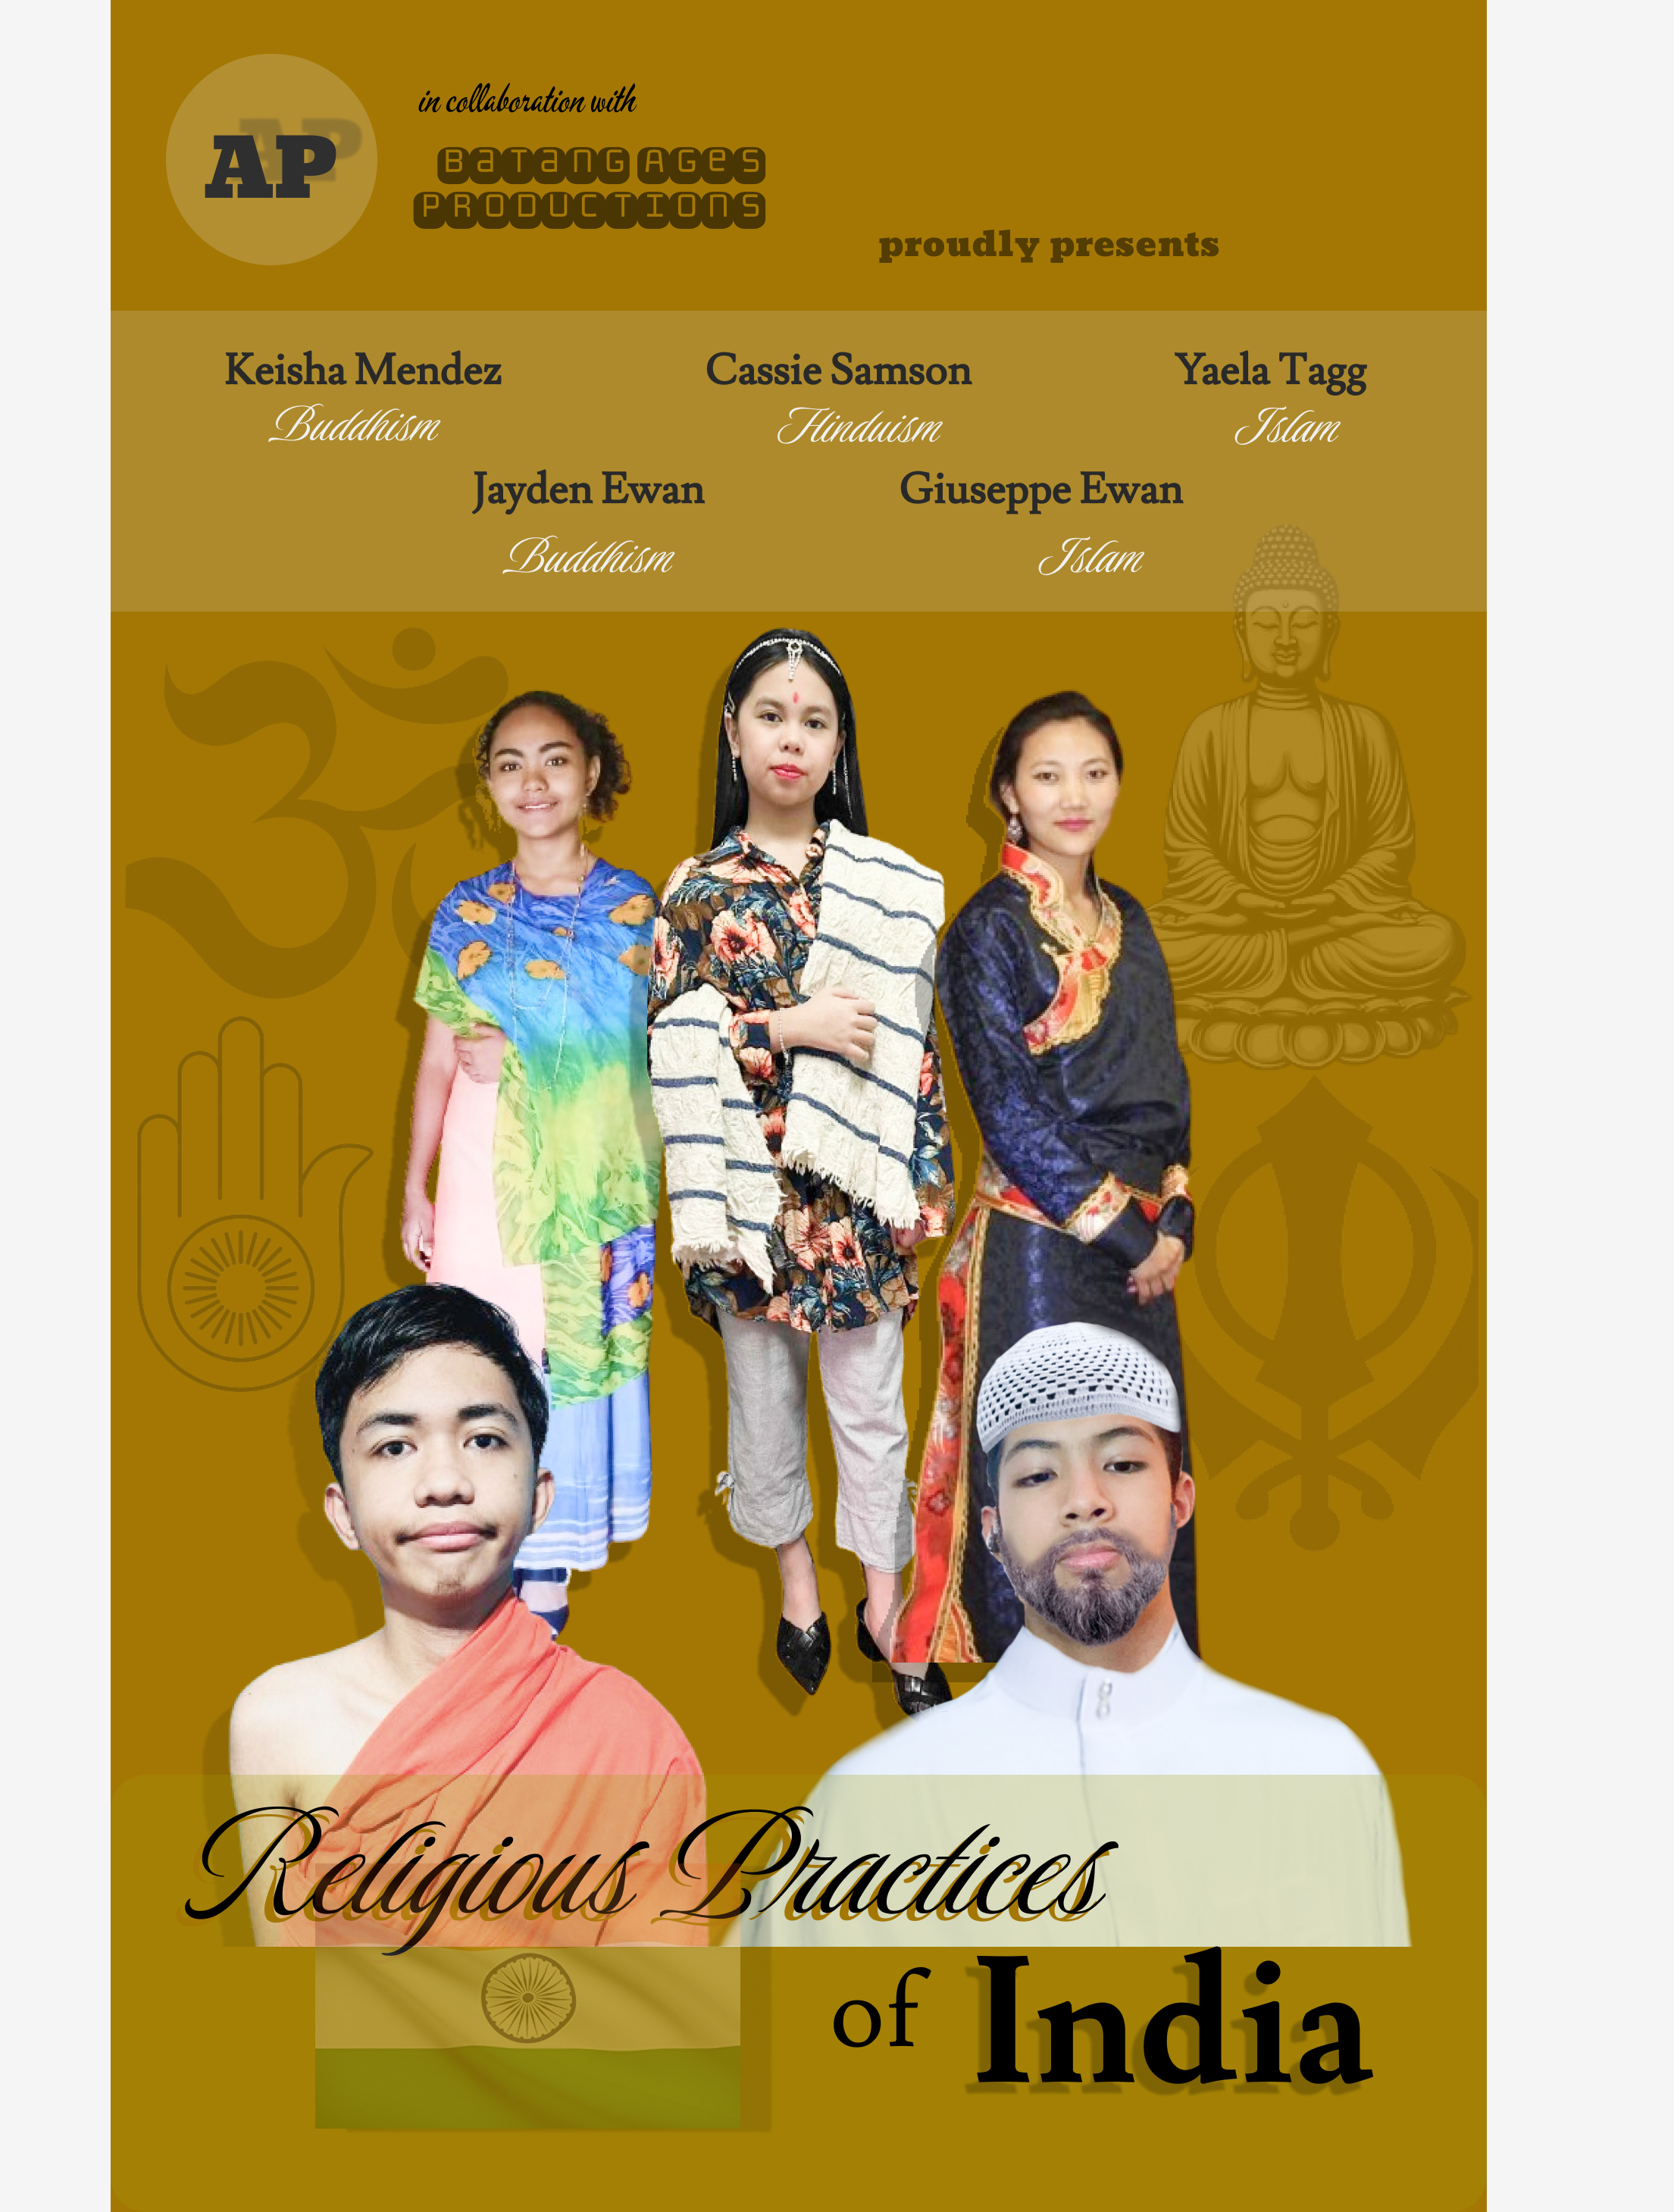 AP
in collaboration with
BaTanG AGes
PRODUCTIOnS
proudly presents
Keisha Mendez
Cassie Samson
Yaela Tagg
Buddhism
Hinduism
Islam
Jayden Ewan
Giuseppe Ewan
Buddhism
Islam
ॐ
Religious Practices
of India